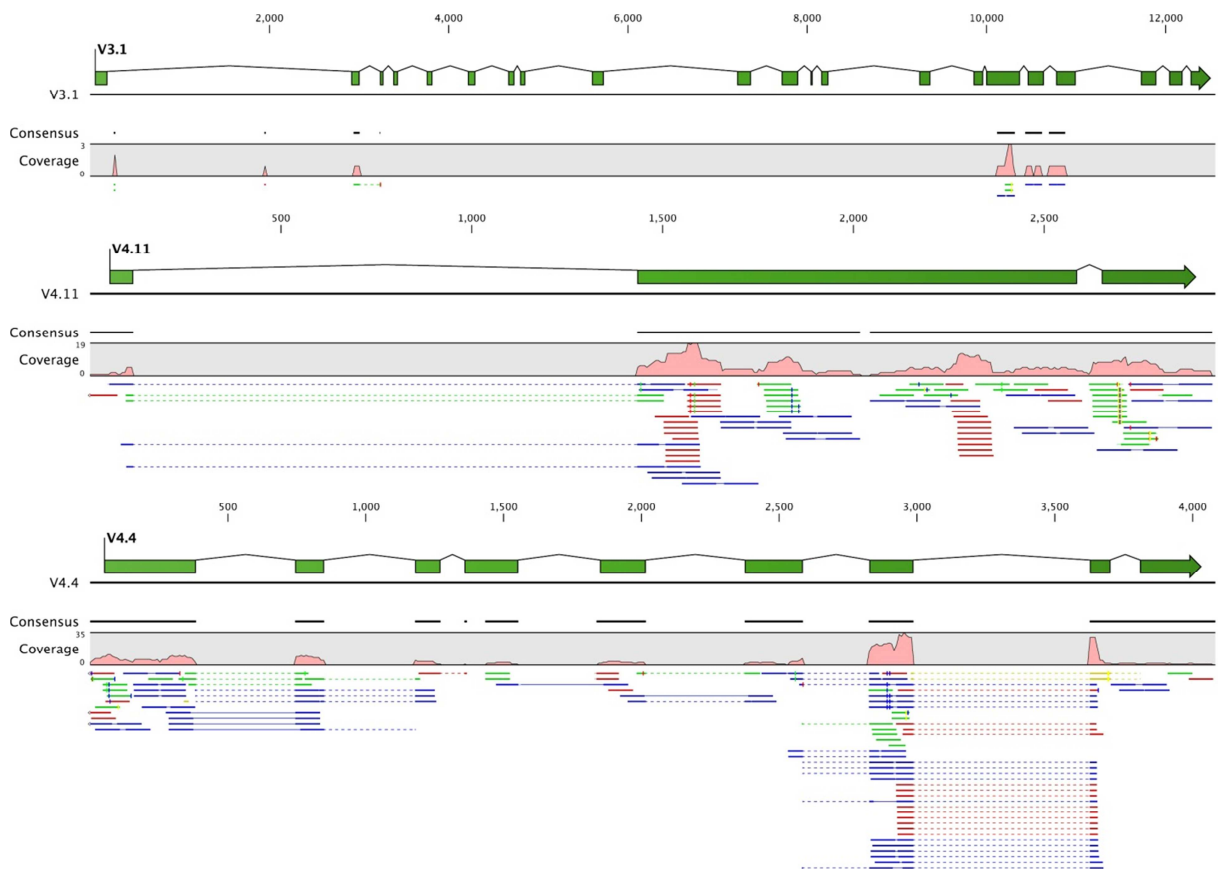 2,000 4,000 6,000 8,000 10,000 12,000
V3.1
V3.1
Consensus
3
Coverage
0
500 1,000 1,500 2,000 2,500
V4.11
V4.11
Consensus
19
Coverage
0
500 1,000 1,500 2,000 2,500 3,000 3,500 4,000
V4.4
V4.4
Consensus
35
Coverage
0